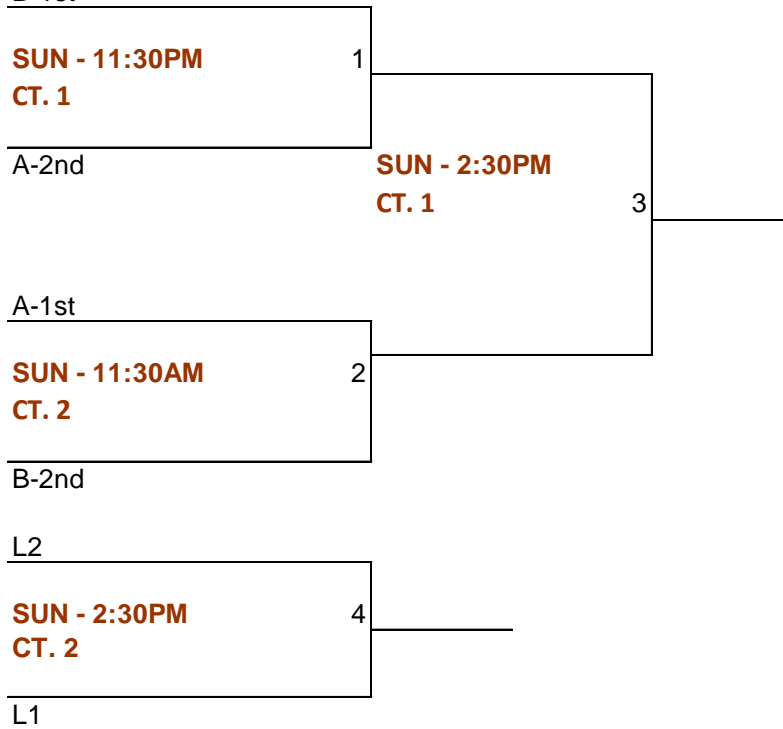 SUN - 11:30PM 1
CT. 1
A-2nd
SUN - 2:30PM
CT. 1 3
A-1st
SUN - 11:30AM 2
CT. 2
B-2nd
L2
SUN - 2:30PM 4
CT. 2
L1